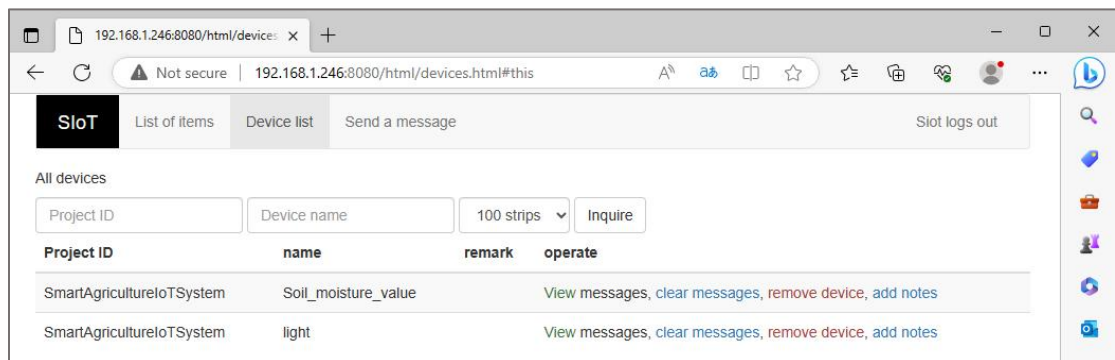 192.168.1.246:8080/html/devices
Not secure 192.168.1.246:8080/html/devices.html#this
SIoT List of items Device list Send a message Siot logs out
All devices
Project ID Device name 100 strips Inquire
Project ID name remark operate
SmartAgricultureIoTSystem Soil_moisture_value View messages, clear messages, remove device, add notes
SmartAgricultureIoTSystem light View messages, clear messages, remove device, add notes